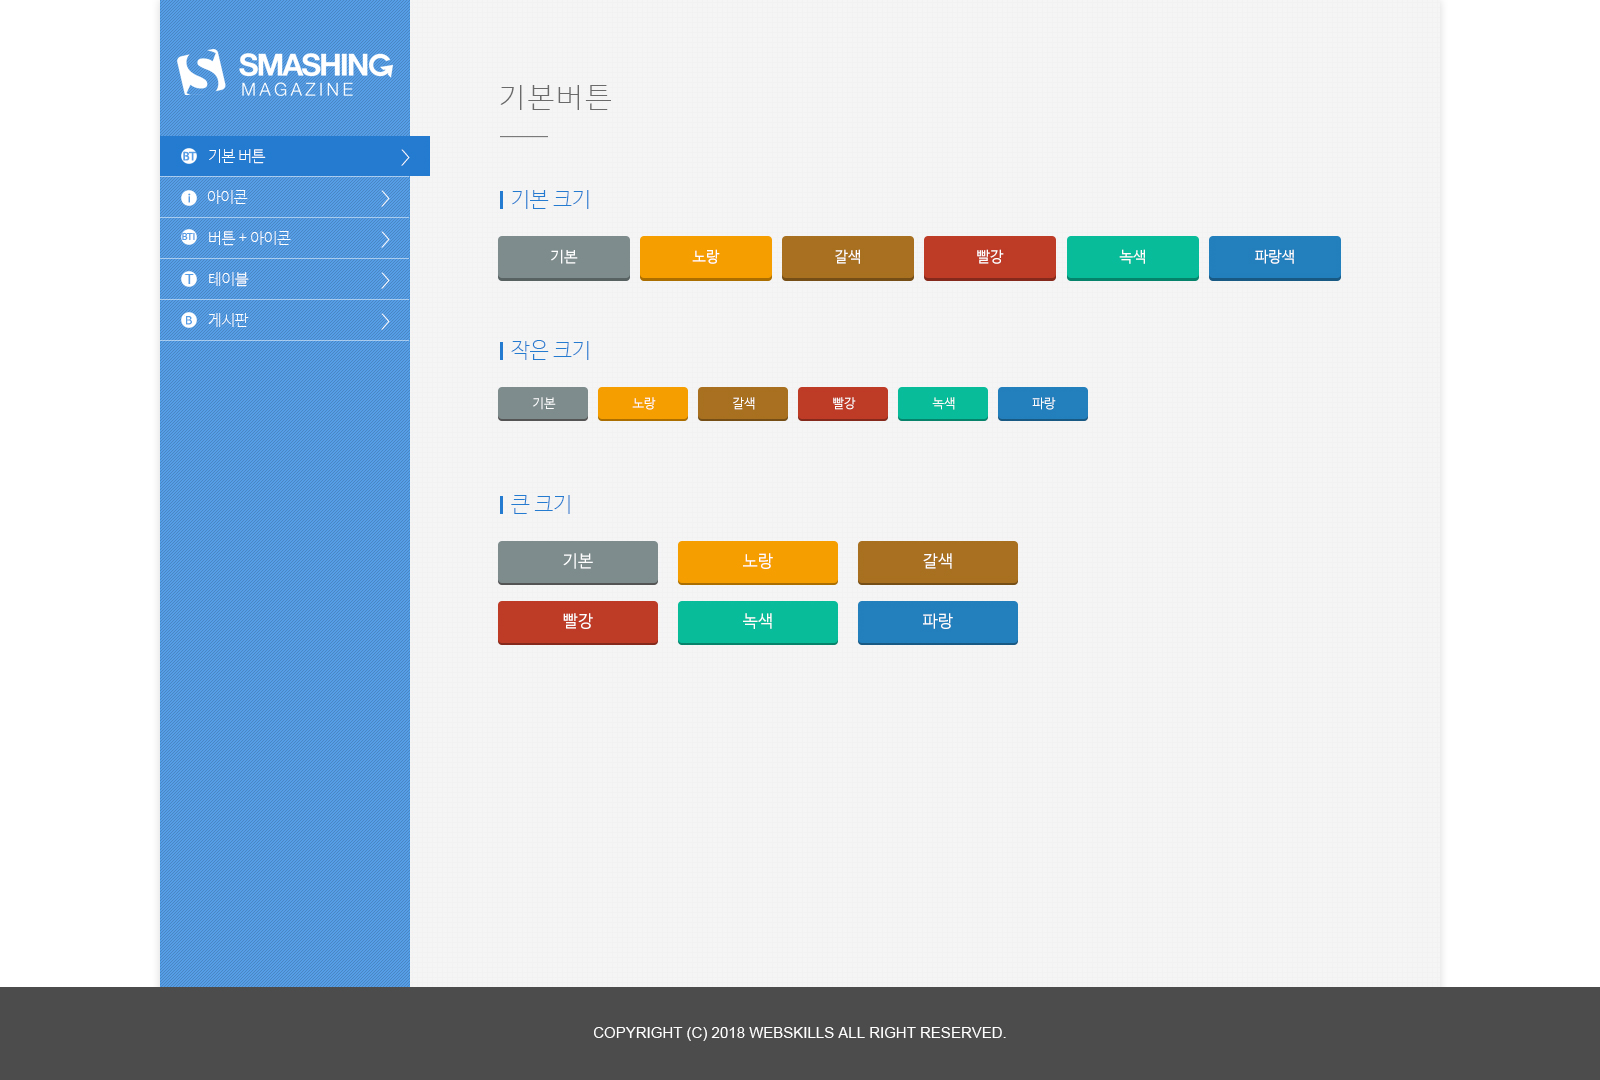 SMASHING
MAGAZINE
BT 기본 버튼
i 아이콘
BTI 버튼 + 아이콘
T 테이블
B 게시판
기본버튼
기본 크기
기본 노랑 갈색 빨강 녹색 파랑색
작은 크기
기본 노랑 갈색 빨강 녹색 파랑
큰 크기
기본 노랑 갈색
빨강 녹색 파랑
COPYRIGHT (C) 2018 WEBSKILLS ALL RIGHT RESERVED.